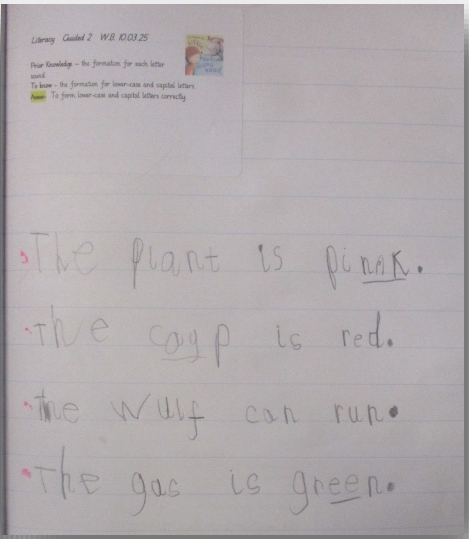 Literacy Guided 2 W.B. 10.03.25
Prior Knowledge – the formation for each letter
sound.
To know – the formation for lower-case and capital letters.
To form lower-case and capital letters correctly.
The plant is pinnk.
The cayp is red.
The wulf can run.
The gas is green.